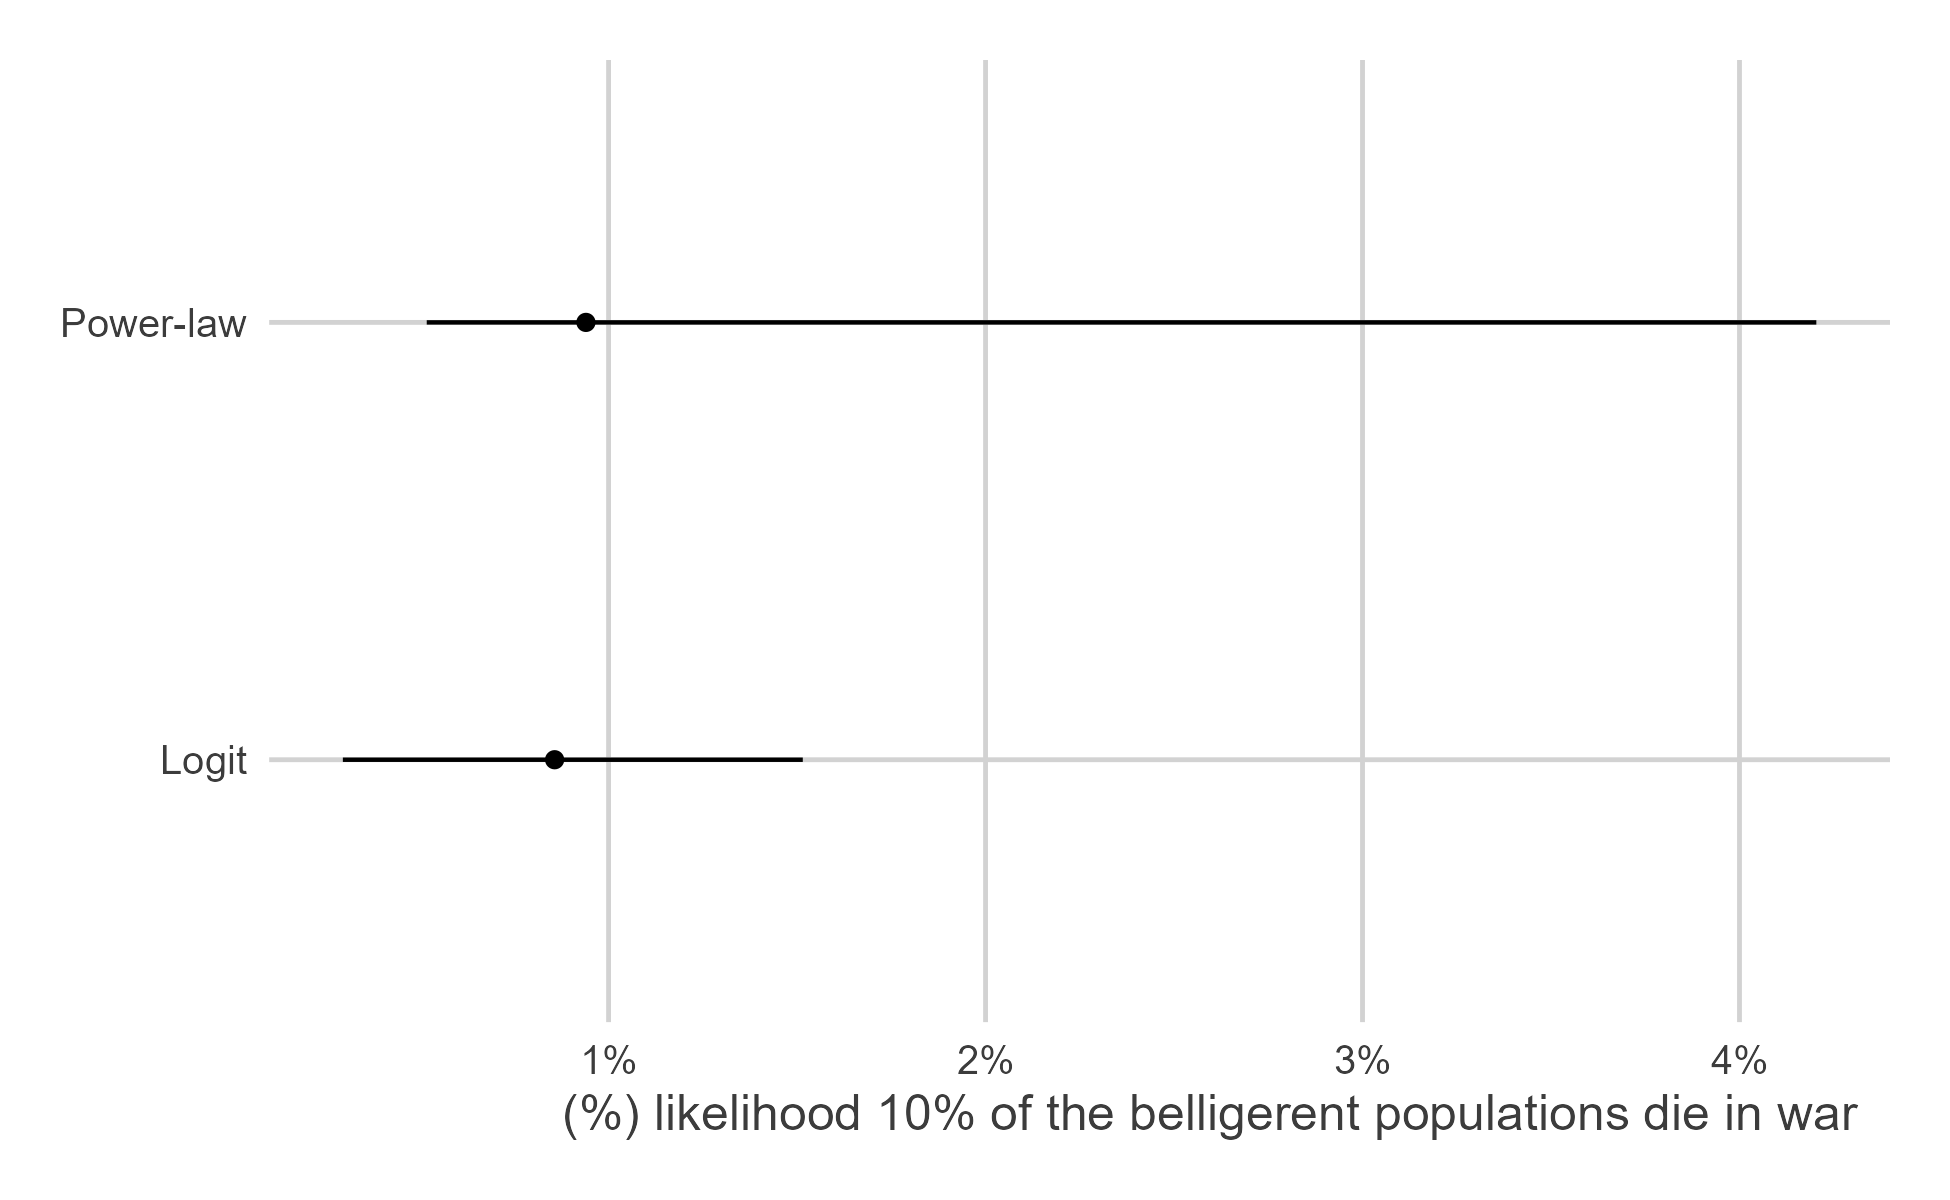 Power-law
Logit
1% 2% 3% 4%
(%) likelihood 10% of the belligerent populations die in war